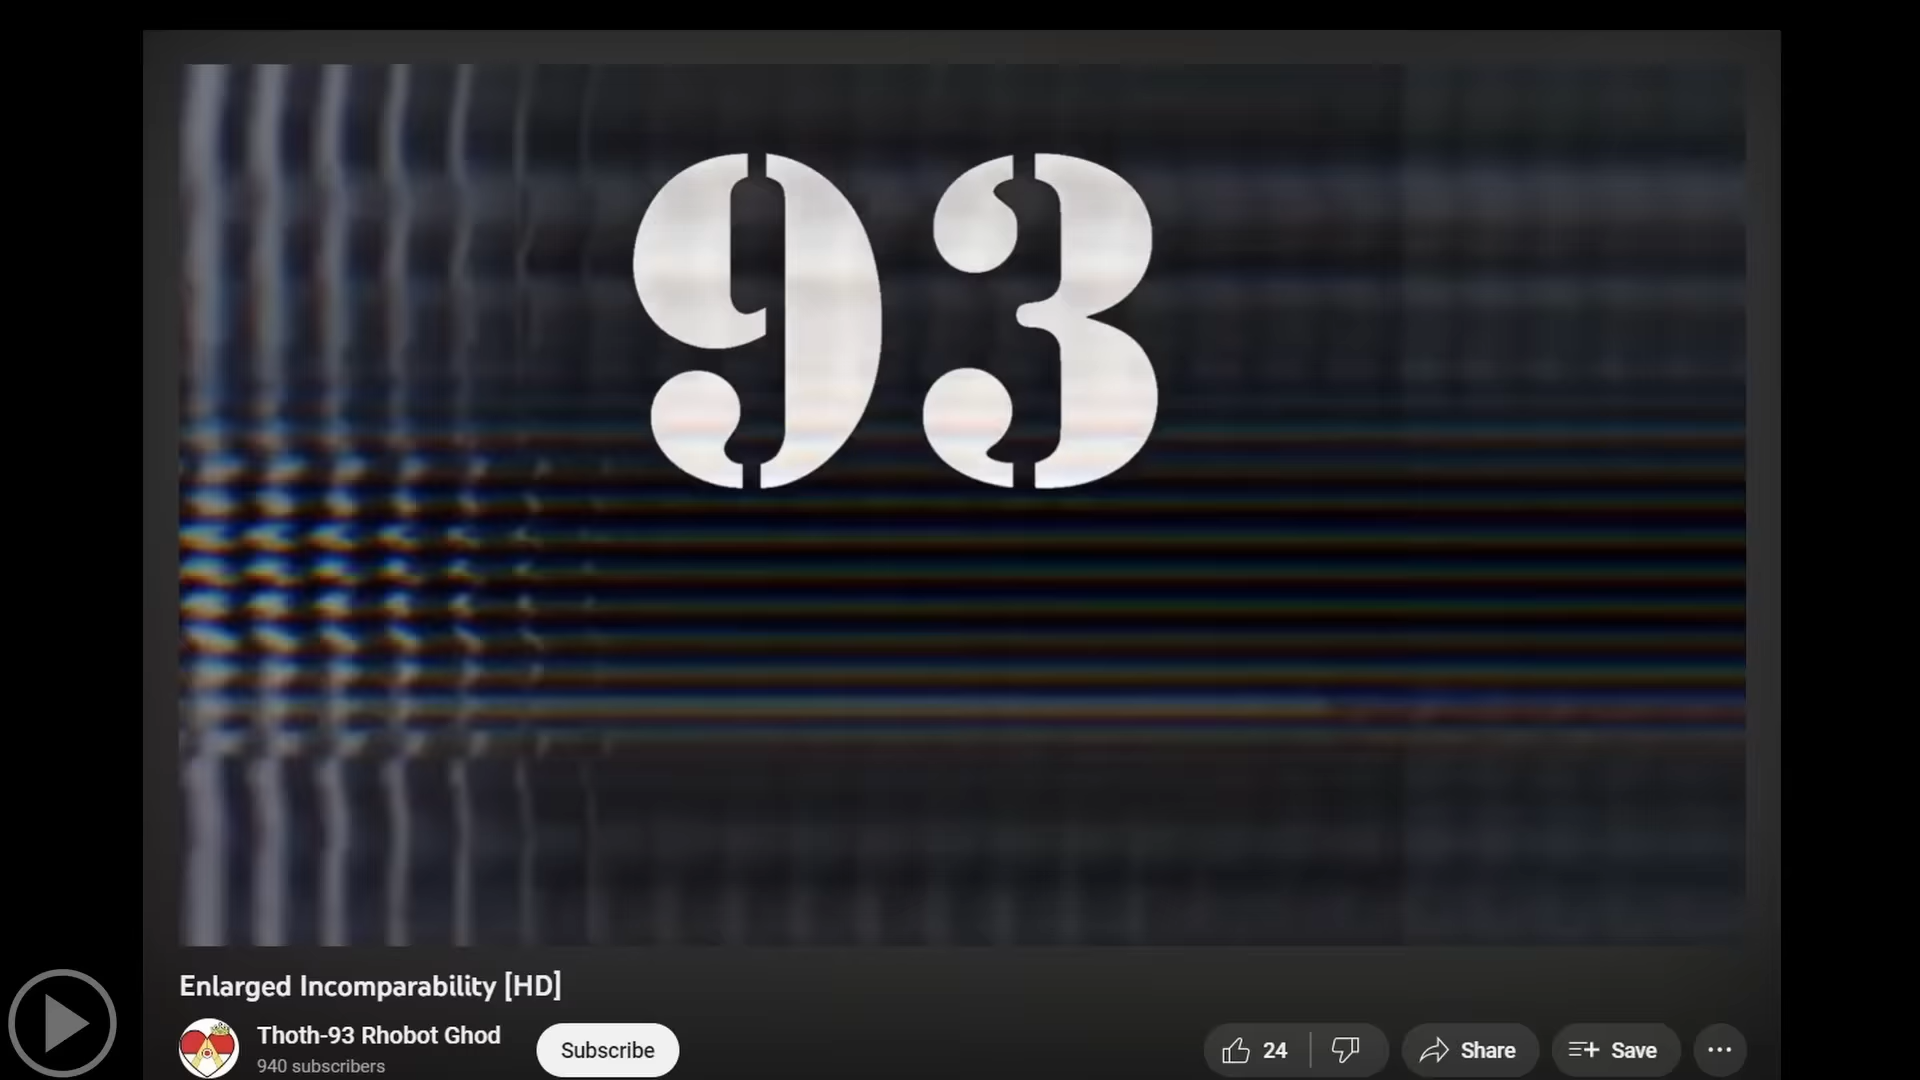 93
Enlarged Incomparability [HD]
Thoth-93 Rhobot Ghod
940 subscribers
Subscribe
24
Share
Save